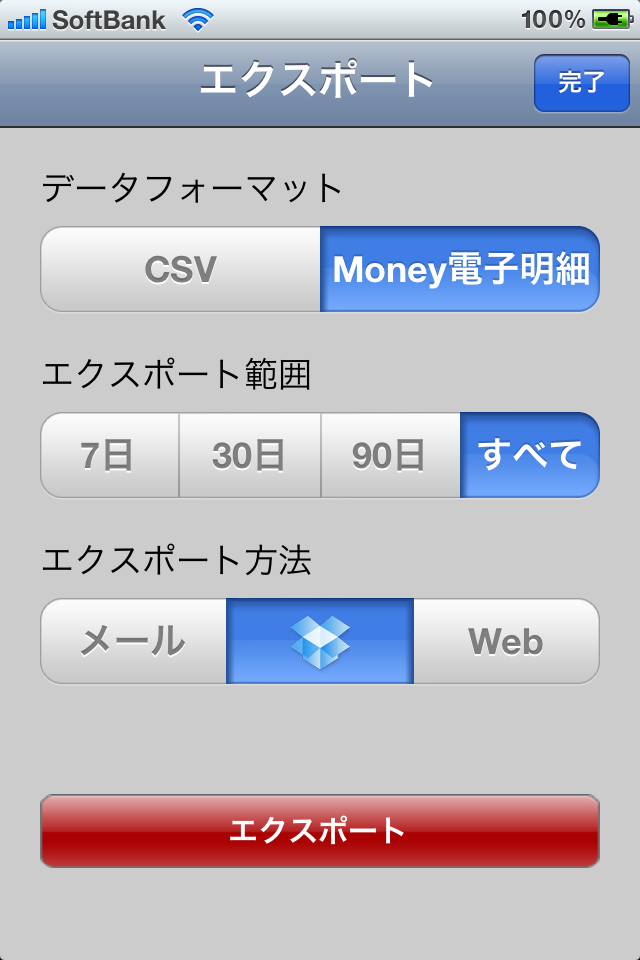 SoftBank 100%
エクスポート 完了
データフォーマット
CSV Money電子明細
エクスポート範囲
7日 30日 90日 すべて
エクスポート方法
メール Web
エクスポート